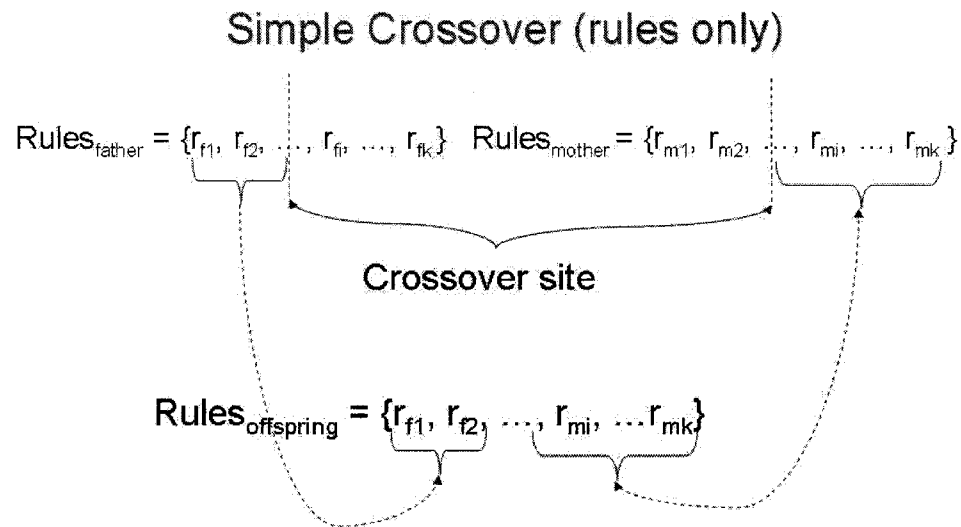 Simple Crossover (rules only)
Rules_father = {r_f1, r_f2, ..., r_fi, ..., r_fk} Rules_mother = {r_m1, r_m2, ..., r_mi, ..., r_mk}
Crossover site
Rules_offspring = {r_f1, r_f2, ..., r_mi, ...r_mk}